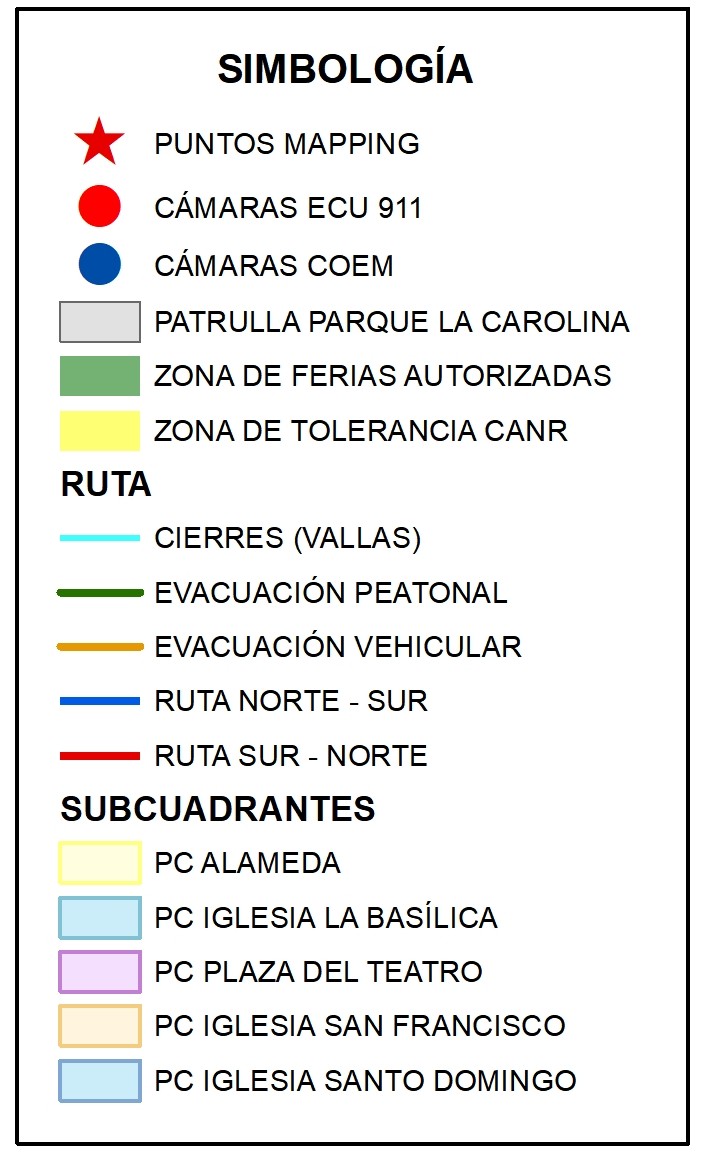 SIMBOLOGÍA
PUNTOS MAPPING
CÁMARAS ECU 911
CÁMARAS COEM
PATRULLA PARQUE LA CAROLINA
ZONA DE FERIAS AUTORIZADAS
ZONA DE TOLERANCIA CANR
RUTA
CIERRES (VALLAS)
EVACUACIÓN PEATONAL
EVACUACIÓN VEHICULAR
RUTA NORTE - SUR
RUTA SUR - NORTE
SUBCUADRANTES
PC ALAMEDA
PC IGLESIA LA BASÍLICA
PC PLAZA DEL TEATRO
PC IGLESIA SAN FRANCISCO
PC IGLESIA SANTO DOMINGO